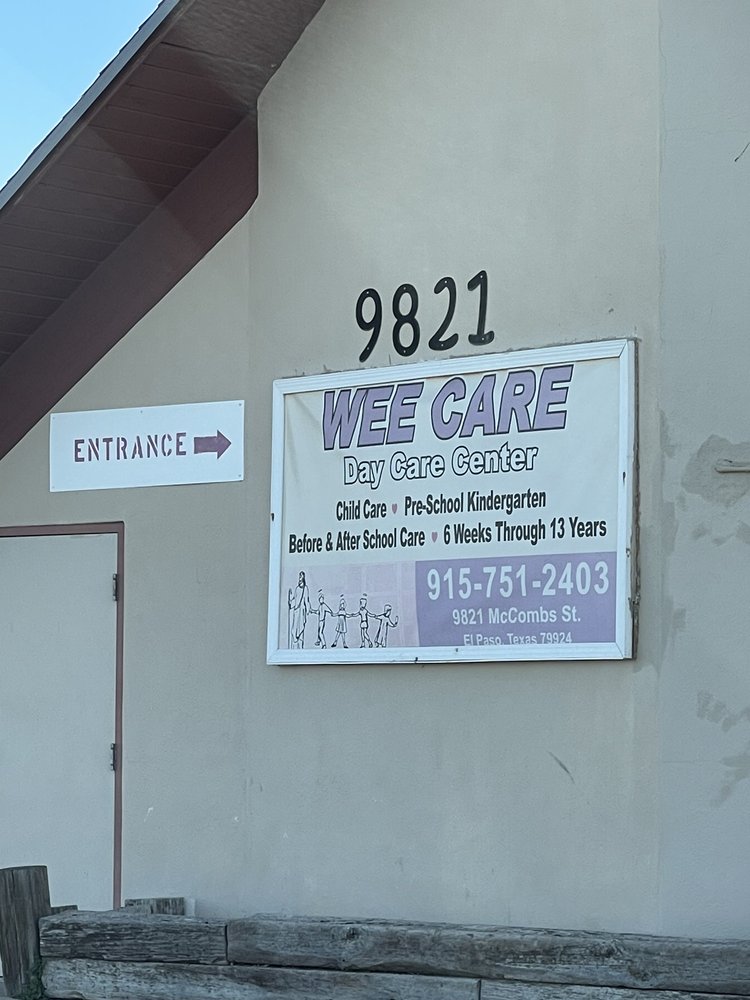 9821
ENTRANCE
WEE CARE
Day Care Center
Child Care ♥ Pre-School Kindergarten
Before & After School Care ♥ 6 Weeks Through 13 Years
915-751-2403
9821 McCombs St.
El Paso, Texas 79924